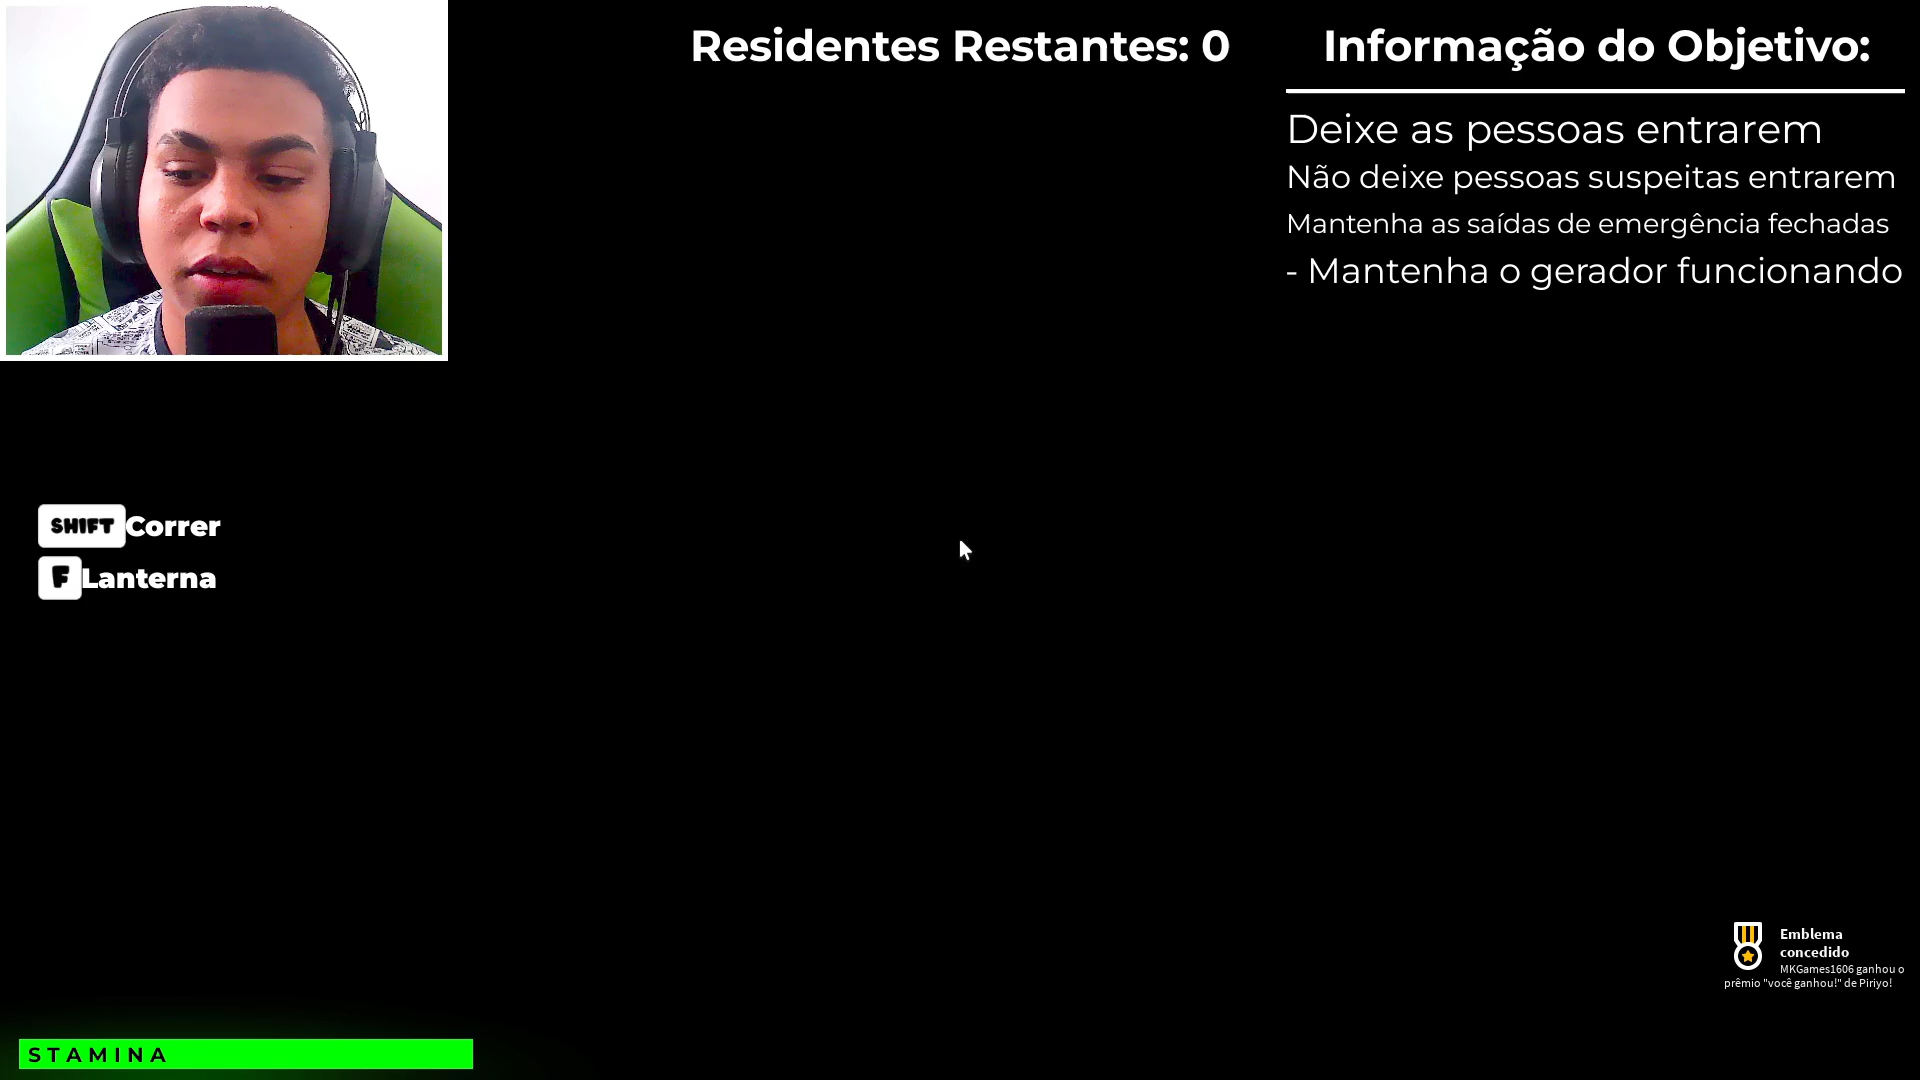 Residentes Restantes: 0
Informação do Objetivo:
Deixe as pessoas entrarem
Não deixe pessoas suspeitas entrarem
Mantenha as saídas de emergência fechadas
- Mantenha o gerador funcionando
SHIFT Correr
F Lanterna
Emblema
concedido
MKGames1606 ganhou o
prêmio "você ganhou!" de Piriyo!
STAMINA